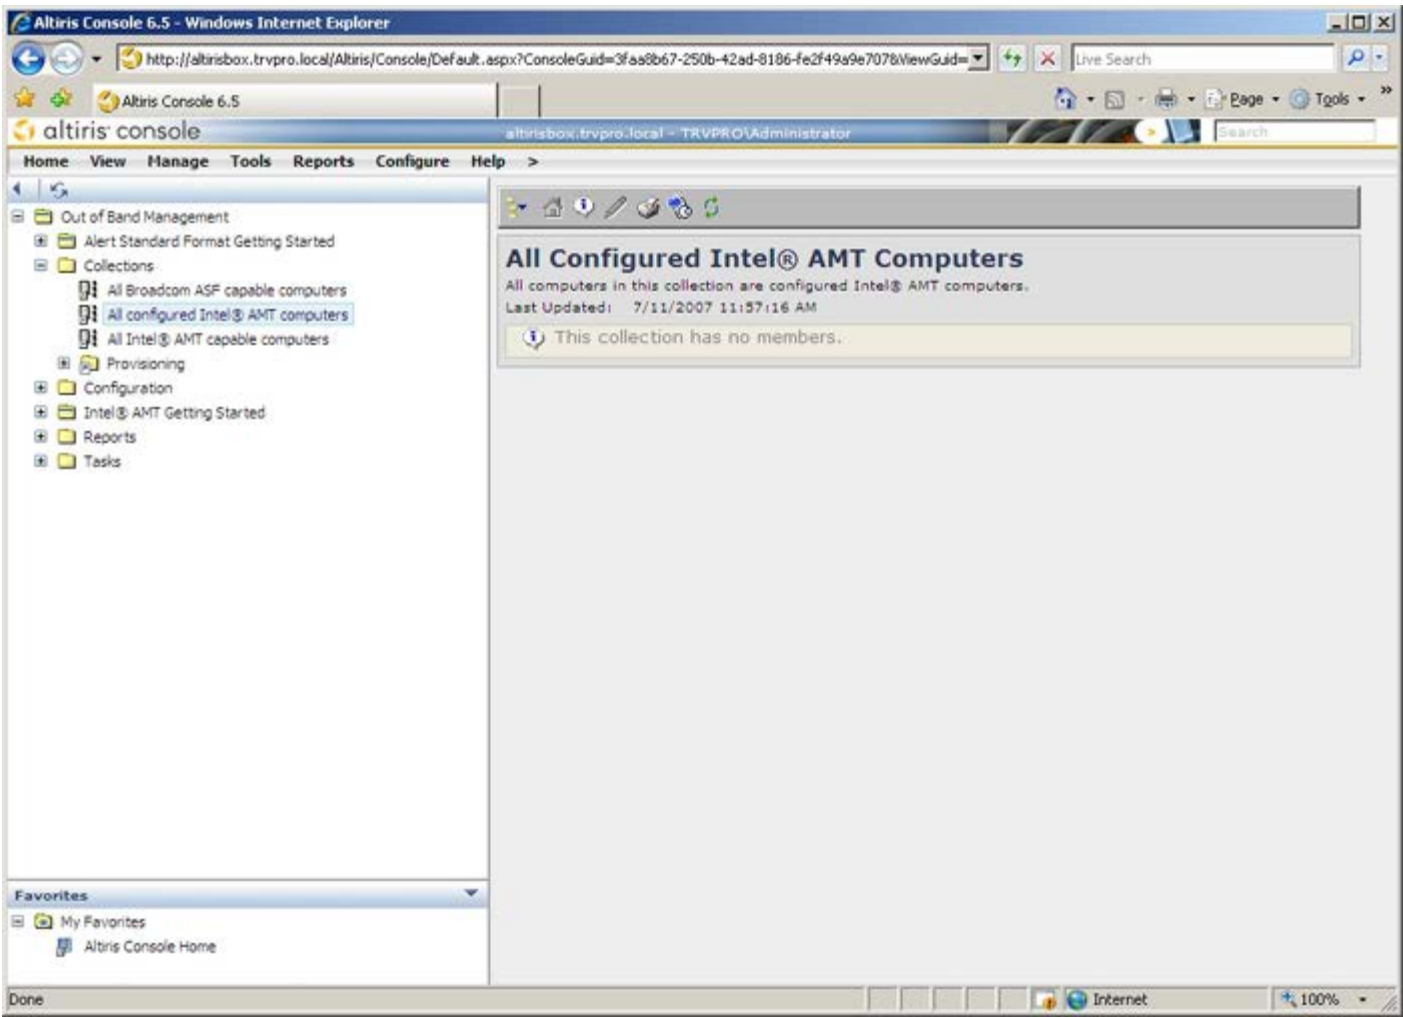 Altiris Console 6.5 - Windows Internet Explorer
http://altirisbox.trvpro.local/Altiris/Console/Default.aspx?ConsoleGuid=3faa8b67-250b-42ad-8186-fe2f49a9e707&ViewGuid=
Live Search
Altiris Console 6.5
Page
Tools
altiris console
altirisbox.trvpro.local - TRVPRO\Administrator
Search
Home View Manage Tools Reports Configure Help >
Out of Band Management
Alert Standard Format Getting Started
Collections
All Broadcom ASF capable computers
All configured Intel® AMT computers
All Intel® AMT capable computers
Provisioning
Configuration
Intel® AMT Getting Started
Reports
Tasks
All Configured Intel® AMT Computers
All computers in this collection are configured Intel® AMT computers.
Last Updated: 7/11/2007 11:57:16 AM
This collection has no members.
Favorites
My Favorites
Altiris Console Home
Done
Internet
100%